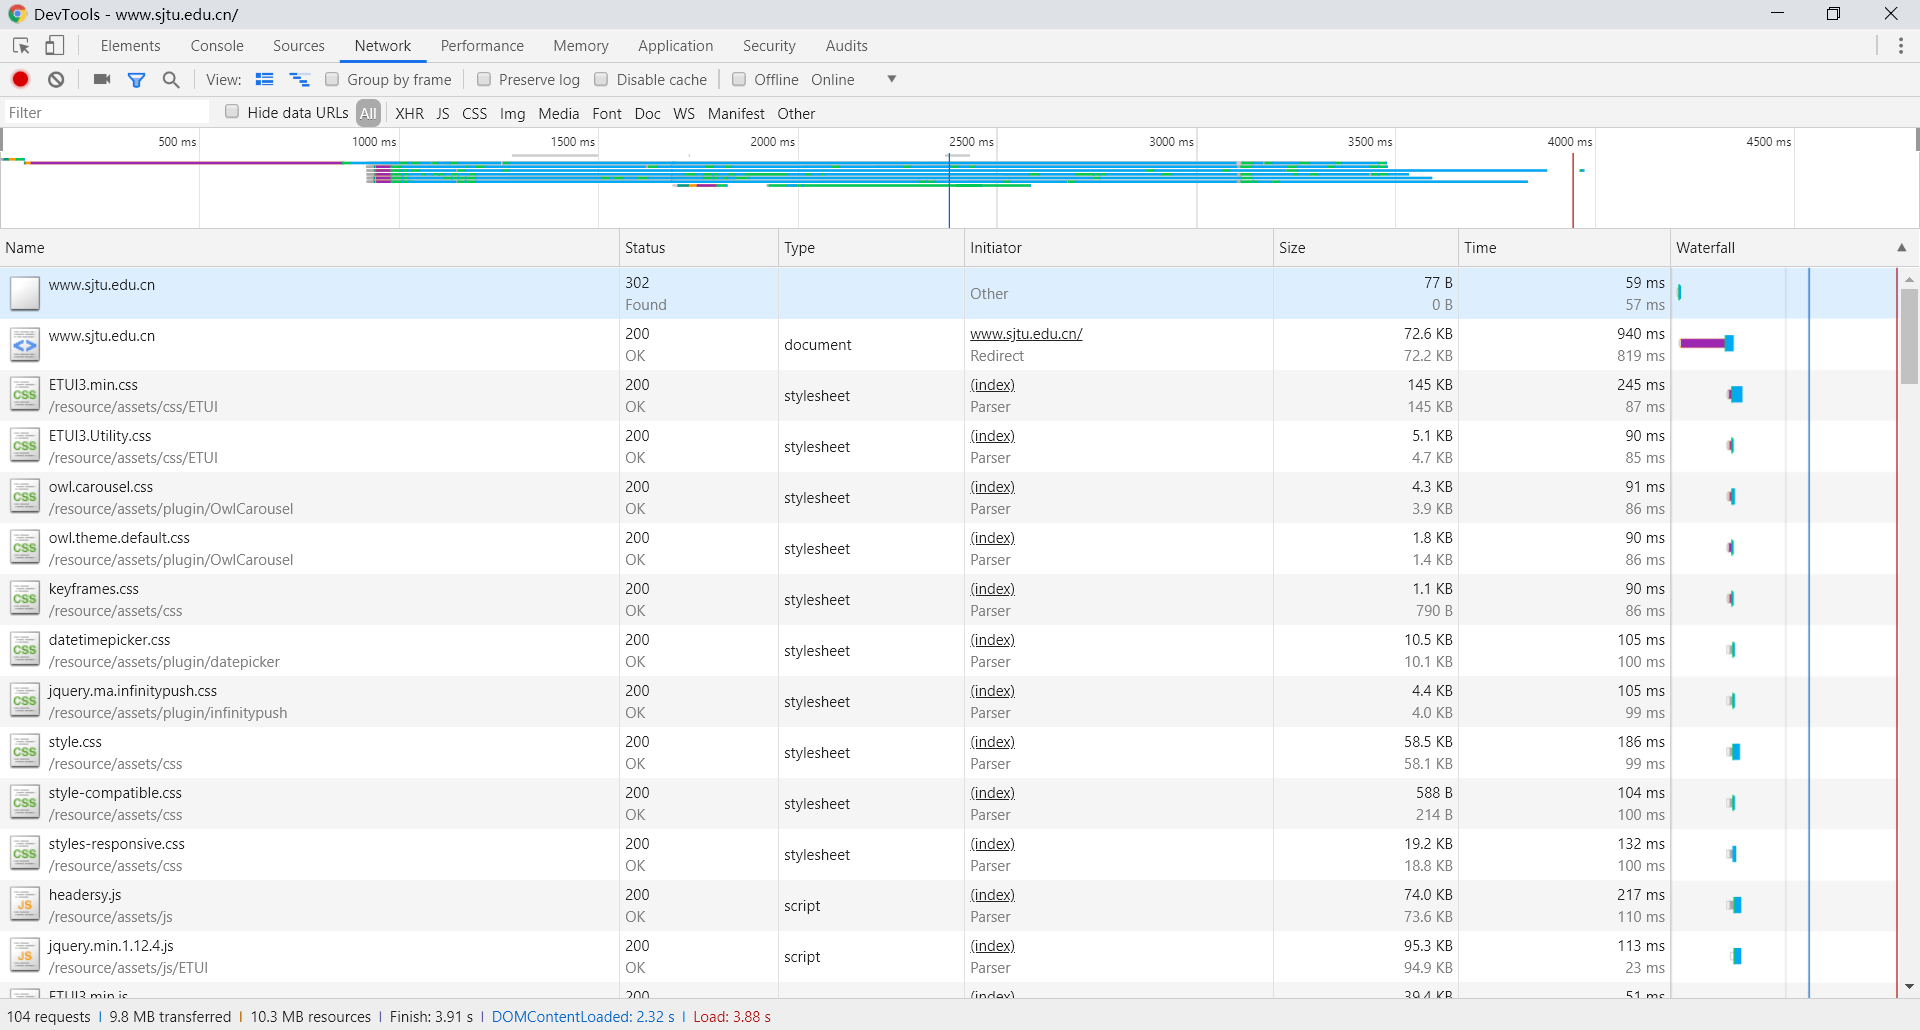 DevTools - www.sjtu.edu.cn/
Elements Console Sources Network Performance Memory Application Security Audits
View: Group by frame Preserve log Disable cache Offline Online
Filter Hide data URLs All XHR JS CSS Img Media Font Doc WS Manifest Other
500 ms 1000 ms 1500 ms 2000 ms 2500 ms 3000 ms 3500 ms 4000 ms 4500 ms
Name Status Type Initiator Size Time Waterfall
www.sjtu.edu.cn 302 Found Other 77 B 0 B 59 ms 57 ms
www.sjtu.edu.cn 200 OK document www.sjtu.edu.cn/ Redirect 72.6 KB 72.2 KB 940 ms 819 ms
ETUI3.min.css 200 (index) 145 KB 245 ms
/resource/assets/css/ETUI OK stylesheet Parser 145 KB 87 ms
ETUI3.Utility.css 200 (index) 5.1 KB 90 ms
/resource/assets/css/ETUI OK stylesheet Parser 4.7 KB 85 ms
owl.carousel.css 200 (index) 4.3 KB 91 ms
/resource/assets/plugin/OwlCarousel OK stylesheet Parser 3.9 KB 86 ms
owl.theme.default.css 200 (index) 1.8 KB 90 ms
/resource/assets/plugin/OwlCarousel OK stylesheet Parser 1.4 KB 86 ms
keyframes.css 200 (index) 1.1 KB 90 ms
/resource/assets/css OK stylesheet Parser 790 B 86 ms
datetimepicker.css 200 (index) 10.5 KB 105 ms
/resource/assets/plugin/datepicker OK stylesheet Parser 10.1 KB 100 ms
jquery.ma.infinitypush.css 200 (index) 4.4 KB 105 ms
/resource/assets/plugin/infinitypush OK stylesheet Parser 4.0 KB 99 ms
style.css 200 (index) 58.5 KB 186 ms
/resource/assets/css OK stylesheet Parser 58.1 KB 99 ms
style-compatible.css 200 (index) 588 B 104 ms
/resource/assets/css OK stylesheet Parser 214 B 100 ms
styles-responsive.css 200 (index) 19.2 KB 132 ms
/resource/assets/css OK stylesheet Parser 18.8 KB 100 ms
headersy.js 200 (index) 74.0 KB 217 ms
/resource/assets/js OK script Parser 73.6 KB 110 ms
jquery.min.1.12.4.js 200 (index) 95.3 KB 113 ms
/resource/assets/js/ETUI OK script Parser 94.9 KB 23 ms
ETUI3.min.js 200 (index) 39.4 KB 51 ms
104 requests | 9.8 MB transferred | 10.3 MB resources | Finish: 3.91 s | DOMContentLoaded: 2.32 s | Load: 3.88 s